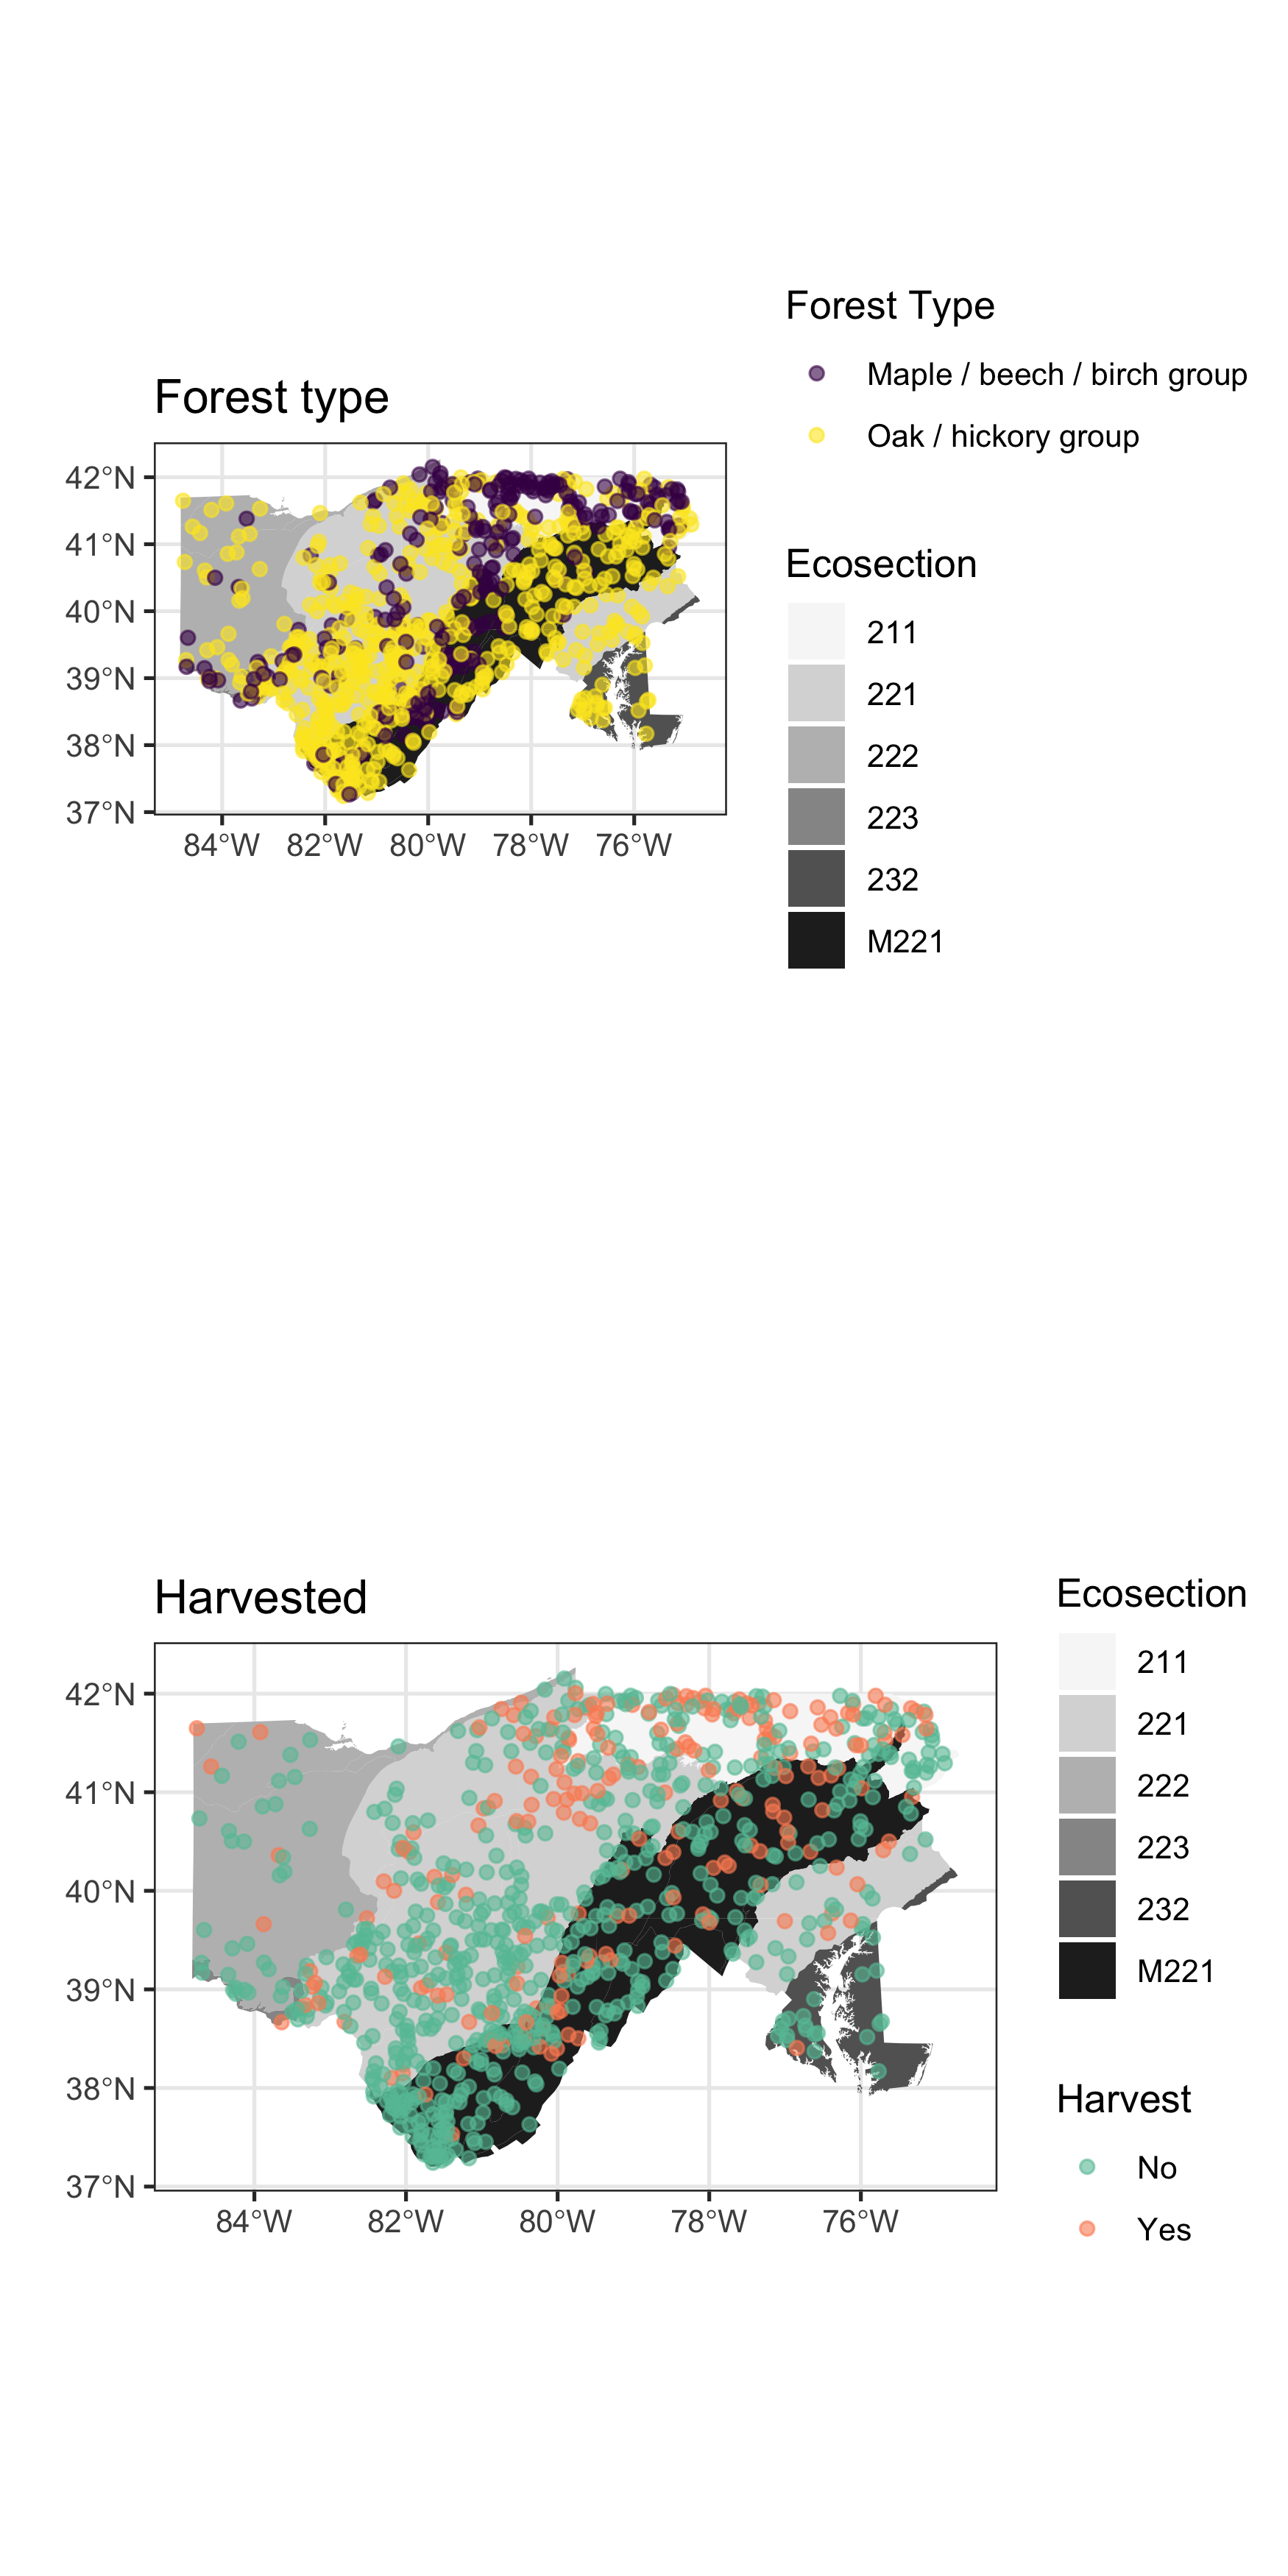 Forest type
42°N
41°N
40°N
39°N
38°N
37°N
84°W 82°W 80°W 78°W 76°W
Forest Type
Maple / beech / birch group
Oak / hickory group
Ecosection
211
221
222
223
232
M221
Harvested
42°N
41°N
40°N
39°N
38°N
37°N
84°W 82°W 80°W 78°W 76°W
Ecosection
211
221
222
223
232
M221
Harvest
No
Yes